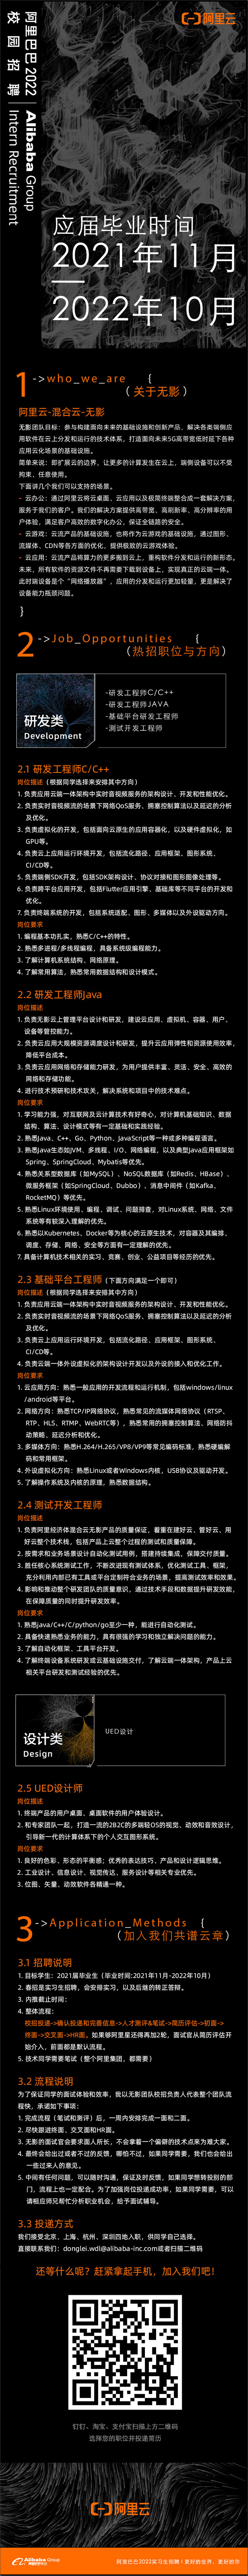 阿里云
阿里巴巴2022
校园招聘
Alibaba Group
Intern Recruitment
应届毕业时间
2021年11月
—
2022年10月
1->who_we_are {
（ 关于无影 ）
阿里云-混合云-无影
无影团队目标：参与构建面向未来的基础设施和创新产品，解决各类端侧应
用软件在云上分发和运行的技术体系，打造面向未来5G高带宽低时延下各种
应用云化场景的基础设施。
简单来说：即扩展云的边界，让更多的计算发生在云上，端侧设备可以不受
拘束、任意使用。
下面讲几个我们可以支持的场景。
- 云办公：通过阿里云将云桌面、云应用以及极简终端整合成一套解决方案，
服务于我们的客户。我们的解决方案提供高带宽、高刷新率、高分辨率的用
户体验，满足客户高效的数字化办公，保证全链路的安全。
- 云游戏：云流产品的基础设施，也将作为云游戏的基础设施，通过图形、
流媒体、CDN等各方面的优化，提供极致的云游戏体验。
- 云应用：云流产品将算力的更多搬到云上，重构软件分发和运行的新形态。
未来，所有软件的资源文件不再需要下载到设备上，实现真正的云端一体。
此时端设备是个“网络播放器”，应用的分发和运行更加轻量，更是解决了
设备能力瓶颈问题。
}
2->Job_Opportunities {
（热招职位与方向）
研发类
Development
-研发工程师C/C++
-研发工程师JAVA
-基础平台研发工程师
-测试开发工程师
2.1 研发工程师C/C++
岗位描述（根据同学选择来安排其中方向）
1. 负责应用云端一体架构中实时音视频服务的架构设计、开发和性能优化。
2. 负责实时音视频流的场景下网络QoS服务、拥塞控制算法以及延迟的分析
及优化。
3. 负责虚拟化的开发，包括面向云原生的应用容器化，以及硬件虚拟化，如
GPU等。
4. 负责云上应用运行环境开发，包括流化路径、应用框架、图形系统、
CI/CD等。
5. 负责端侧SDK开发，包括SDK架构设计、协议对接和图形图像处理等。
6. 负责跨平台应用开发，包括Flutter应用引擎、基础库等不同平台的开发和
优化。
7. 负责终端系统的开发，包括系统适配、图形、多媒体以及外设驱动方向。
岗位要求
1. 编程基本功扎实，熟悉C/C++的特性。
2. 熟悉多进程/多线程编程，具备系统设编程能力。
3. 了解计算机系统结构、网络原理。
4. 了解常用算法，熟悉常用数据结构和设计模式。
2.2 研发工程师Java
岗位描述
1. 负责无影云上管理平台设计和研发，建设云应用、虚拟机、容器、用户、
设备等管控能力。
2. 负责云应用大规模资源调度设计和研发，提升云应用弹性和资源使用效率，
降低平台成本。
3. 负责云应用网络和存储能力研发，为用户提供丰富、灵活、安全、高效的
网络和存储功能。
4. 进行技术预研和技术攻关，解决系统和项目中的技术难点。
岗位要求
1. 学习能力强，对互联网及云计算技术有好奇心，对计算机基础知识、数据
结构、算法、设计模式等有一定基础和实践经验。
2. 熟悉Java、C++、Go、Python、JavaScript等一种或多种编程语言。
3. 熟悉Java生态如JVM、多线程、I/O、网络编程，以及典型Java应用框架如
Spring、SpringCloud、Mybatis等优先。
4. 熟悉关系型数据库（如MySQL）、NoSQL数据库（如Redis、HBase）、
微服务框架（如SpringCloud、Dubbo）、消息中间件（如Kafka、
RocketMQ）等优先。
5. 熟悉Linux环境使用、编程、调试、问题排查，对Linux系统、网络、文件
系统等有较深入理解的优先。
6. 熟悉以Kubernetes、Docker等为核心的云原生技术，对容器及其编排、
调度、存储、网络、安全等方面有一定理解的优先。
7. 具备计算机技术相关的实习、竞赛、创业、公益项目等经历的优先。
2.3 基础平台工程师（下面方向满足一个即可）
岗位描述（根据同学选择来安排其中方向）
1. 负责应用云端一体架构中实时音视频服务的架构设计、开发和性能优化。
2. 负责实时音视频流的场景下网络QoS服务、拥塞控制算法以及延迟的分析
及优化。
3. 负责云上应用运行环境开发，包括流化路径、应用框架、图形系统、
CI/CD等。
4. 负责云端一体外设虚拟化的架构设计开发以及外设的接入和优化工作。
岗位要求
1. 云应用方向：熟悉一般应用的开发流程和运行机制，包括windows/linux
/android等平台。
2. 网络方向：熟悉TCP/IP网络协议，熟悉常见的流媒体网络协议（RTSP、
RTP、HLS、RTMP、WebRTC等），熟悉常用的拥塞控制算法、网络防抖
动策略、延迟分析和优化。
3. 多媒体方向：熟悉H.264/H.265/VP8/VP9等常见编码标准，熟悉硬编解
码和常用框架。
4. 外设虚拟化方向：熟悉Linux或者Windows内核，USB协议及驱动开发。
5. 了解操作系统及内核的原理，熟悉数据结构。
2.4 测试开发工程师
岗位描述
1. 负责阿里经济体混合云无影产品的质量保证，着重在建好云、管好云、用
好云整个技术栈，包括产品上云整个过程的测试和质量保障。
2. 按需求和业务场景设计自动化测试用例，搭建持续集成，保障交付质量。
3. 胜任核心系统测试工作，不断改进现有测试体系，优化测试工具、框架，
充分利用内部已有工具或平台定制符合业务的场景，提高测试效率和效果。
4. 影响和推动整个研发团队的质量意识，通过技术手段和数据提升研发效能，
在保障质量的同时提升研发效率。
岗位要求
1. 熟悉java/C++/C/python/go至少一种，能进行自动化测试。
2. 具备快速熟悉业务的能力，具有很强的学习和独立解决问题的能力。
3. 了解自动化框架、工具平台开发。
4. 了解终端设备系统研发或云基础设施交付，了解云端一体架构，产品上云
相关平台研发和测试经验的优先。
设计类
Design
UED设计
2.5 UED设计师
岗位描述
1. 终端产品的用户桌面、桌面软件的用户体验设计。
2. 和专家团队一起，打造一流的2B2C的多端轻OS的视觉、动效和音效设计，
引导新一代的计算体系下的个人交互图形系统。
岗位要求
1. 良好的色彩、形态的平衡感；优秀的表达技巧、产品和设计逻辑思维。
2. 工业设计、信息设计、视觉传达、服务设计等相关专业优先。
3. 位图、矢量、动效软件各精通一种。
3->Application_Methods {
（加入我们共谱云章）
3.1 招聘说明
1. 目标学生：2021届毕业生（毕业时间:2021年11月-2022年10月）
2. 春招是实习生招聘，会安排实习，以及后继的转正答辩。
3. 内推截止时间：
4. 整体流程：
校招投递->确认投递和完善信息->人才测评&笔试->简历评估->初面->
终面->交叉面->HR面。如果够阿里星还得再加2轮，面试官从简历评估开
始介入，前面都是默认流程。
5. 技术同学需要笔试（整个阿里集团，都需要）
3.2 流程说明
为了保证同学的面试体验和效率，我以无影团队校招负责人代表整个团队流
程快，承诺如下事项：
1. 完成流程（笔试和测评）后，一周内安排完成一面和二面。
2. 尽快跟进终面，交叉面和HR面。
3. 无影的面试官会要求面人所长，不会拿着一个偏僻的技术点来为难大家。
4. 最终会给出过或者不过的反馈，哪怕不过，如果同学需要，我们也会给出
一些过来人的意见。
5. 中间有任何问题，可以随时沟通，保证及时反馈，如果同学想转投别的部
门，流程上也一定配合。为了加强岗位投递成功率，如果同学需要，可以
请相应师兄帮忙分析职业机会，给予面试辅导。
3.3 投递方式
我们接受北京、上海、杭州、深圳四地入职，供同学自己选择。
直接联系我们：donglei.wdl@alibaba-inc.com或者扫描二维码
还等什么呢？赶紧拿起手机，加入我们吧！
钉钉、淘宝、支付宝扫描上方二维码
选择您的职位并投递简历
阿里云
Alibaba Group
阿里巴巴集团
阿里巴巴2022实习生招聘 | 更好的世界，更好的你